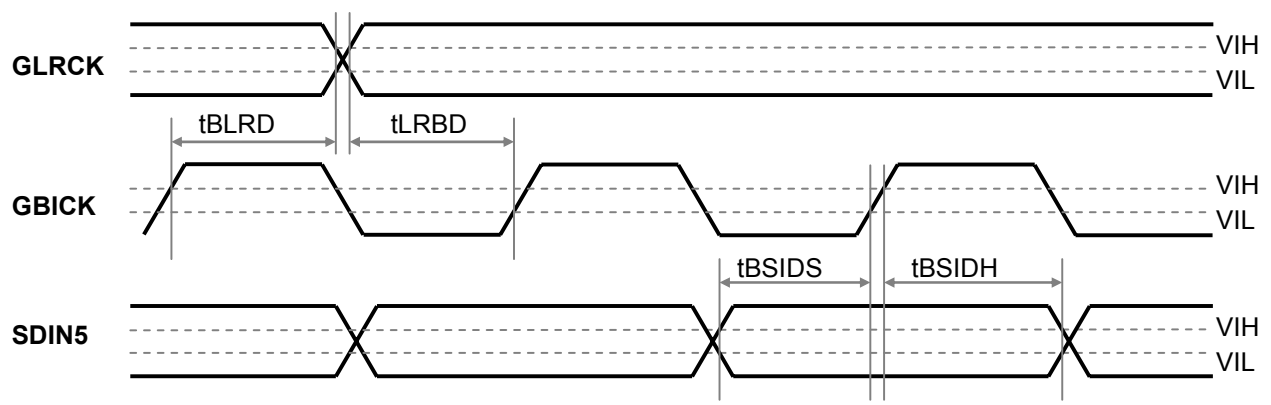 VIH
GLRCK
VIL
tBLRD tLRBD
VIH
GBICK
VIL
tBSIDS tBSIDH
VIH
SDIN5
VIL